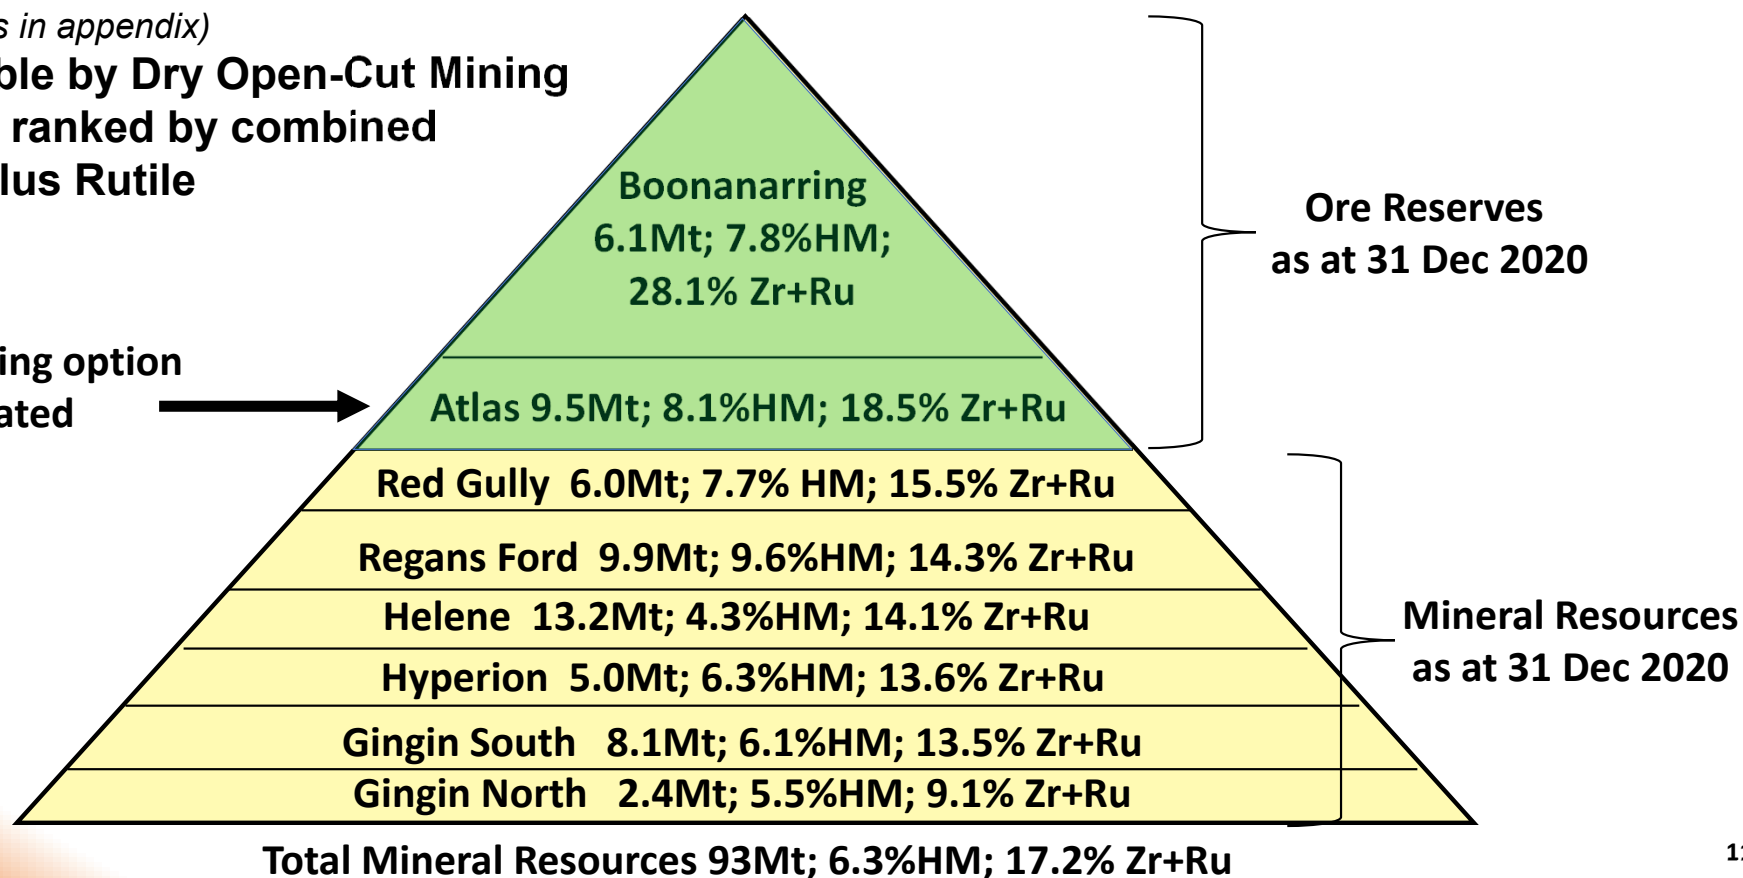 s in appendix)
ble by Dry Open-Cut Mining
ranked by combined
lus Rutile
Boonanarring
6.1Mt; 7.8%HM;
28.1% Zr+Ru
Ore Reserves
as at 31 Dec 2020
ing option
ated
Atlas 9.5Mt; 8.1%HM; 18.5% Zr+Ru
Red Gully 6.0Mt; 7.7% HM; 15.5% Zr+Ru
Regans Ford 9.9Mt; 9.6%HM; 14.3% Zr+Ru
Helene 13.2Mt; 4.3%HM; 14.1% Zr+Ru
Mineral Resources
as at 31 Dec 2020
Hyperion 5.0Mt; 6.3%HM; 13.6% Zr+Ru
Gingin South 8.1Mt; 6.1%HM; 13.5% Zr+Ru
Gingin North 2.4Mt; 5.5%HM; 9.1% Zr+Ru
Total Mineral Resources 93Mt; 6.3%HM; 17.2% Zr+Ru